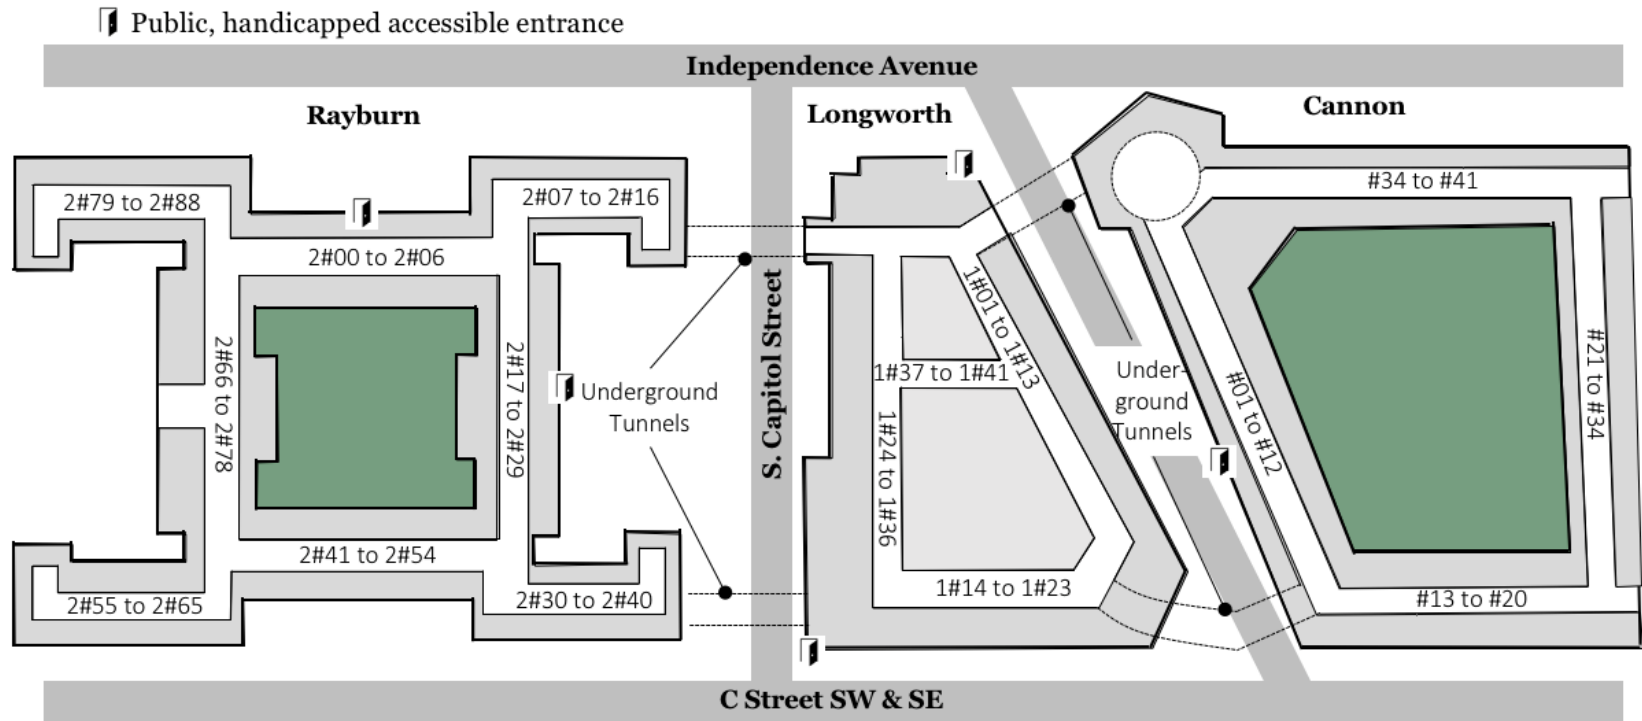 Public, handicapped accessible entrance
Independence Avenue
Rayburn
Longworth
Cannon
2#79 to 2#88
2#07 to 2#16
#34 to #41
2#00 to 2#06
1#01 to 1#13
2#66 to 2#78
2#17 to 2#29
Underground
Tunnels
S. Capitol Street
1#37 to 1#41
1#24 to 1#36
Under-
ground
Tunnels
#01 to #12
#21 to #34
2#41 to 2#54
2#55 to 2#65
2#30 to 2#40
1#14 to 1#23
#13 to #20
C Street SW & SE